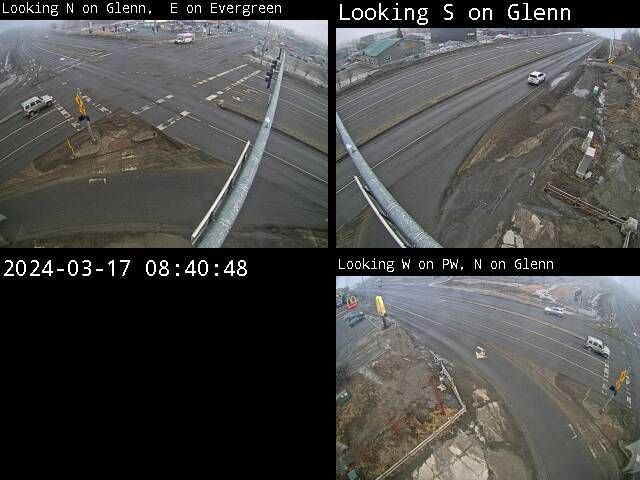 Looking N on Glenn, E on Evergreen
Looking S on Glenn
2024-03-17 08:40:48
Looking W on PW, N on Glenn